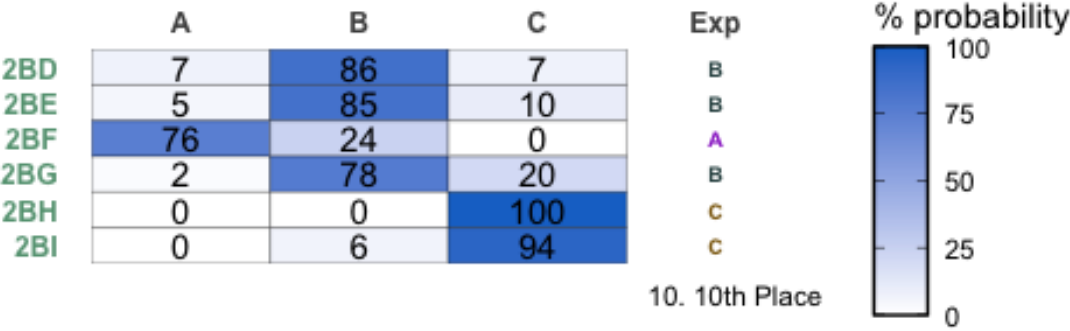 A B C Exp % probability
2BD 7 86 7 B 100
2BE 5 85 10 B
2BF 76 24 0 A 75
2BG 2 78 20 B 50
2BH 0 0 100 C
2BI 0 6 94 C 25
10. 10th Place 0